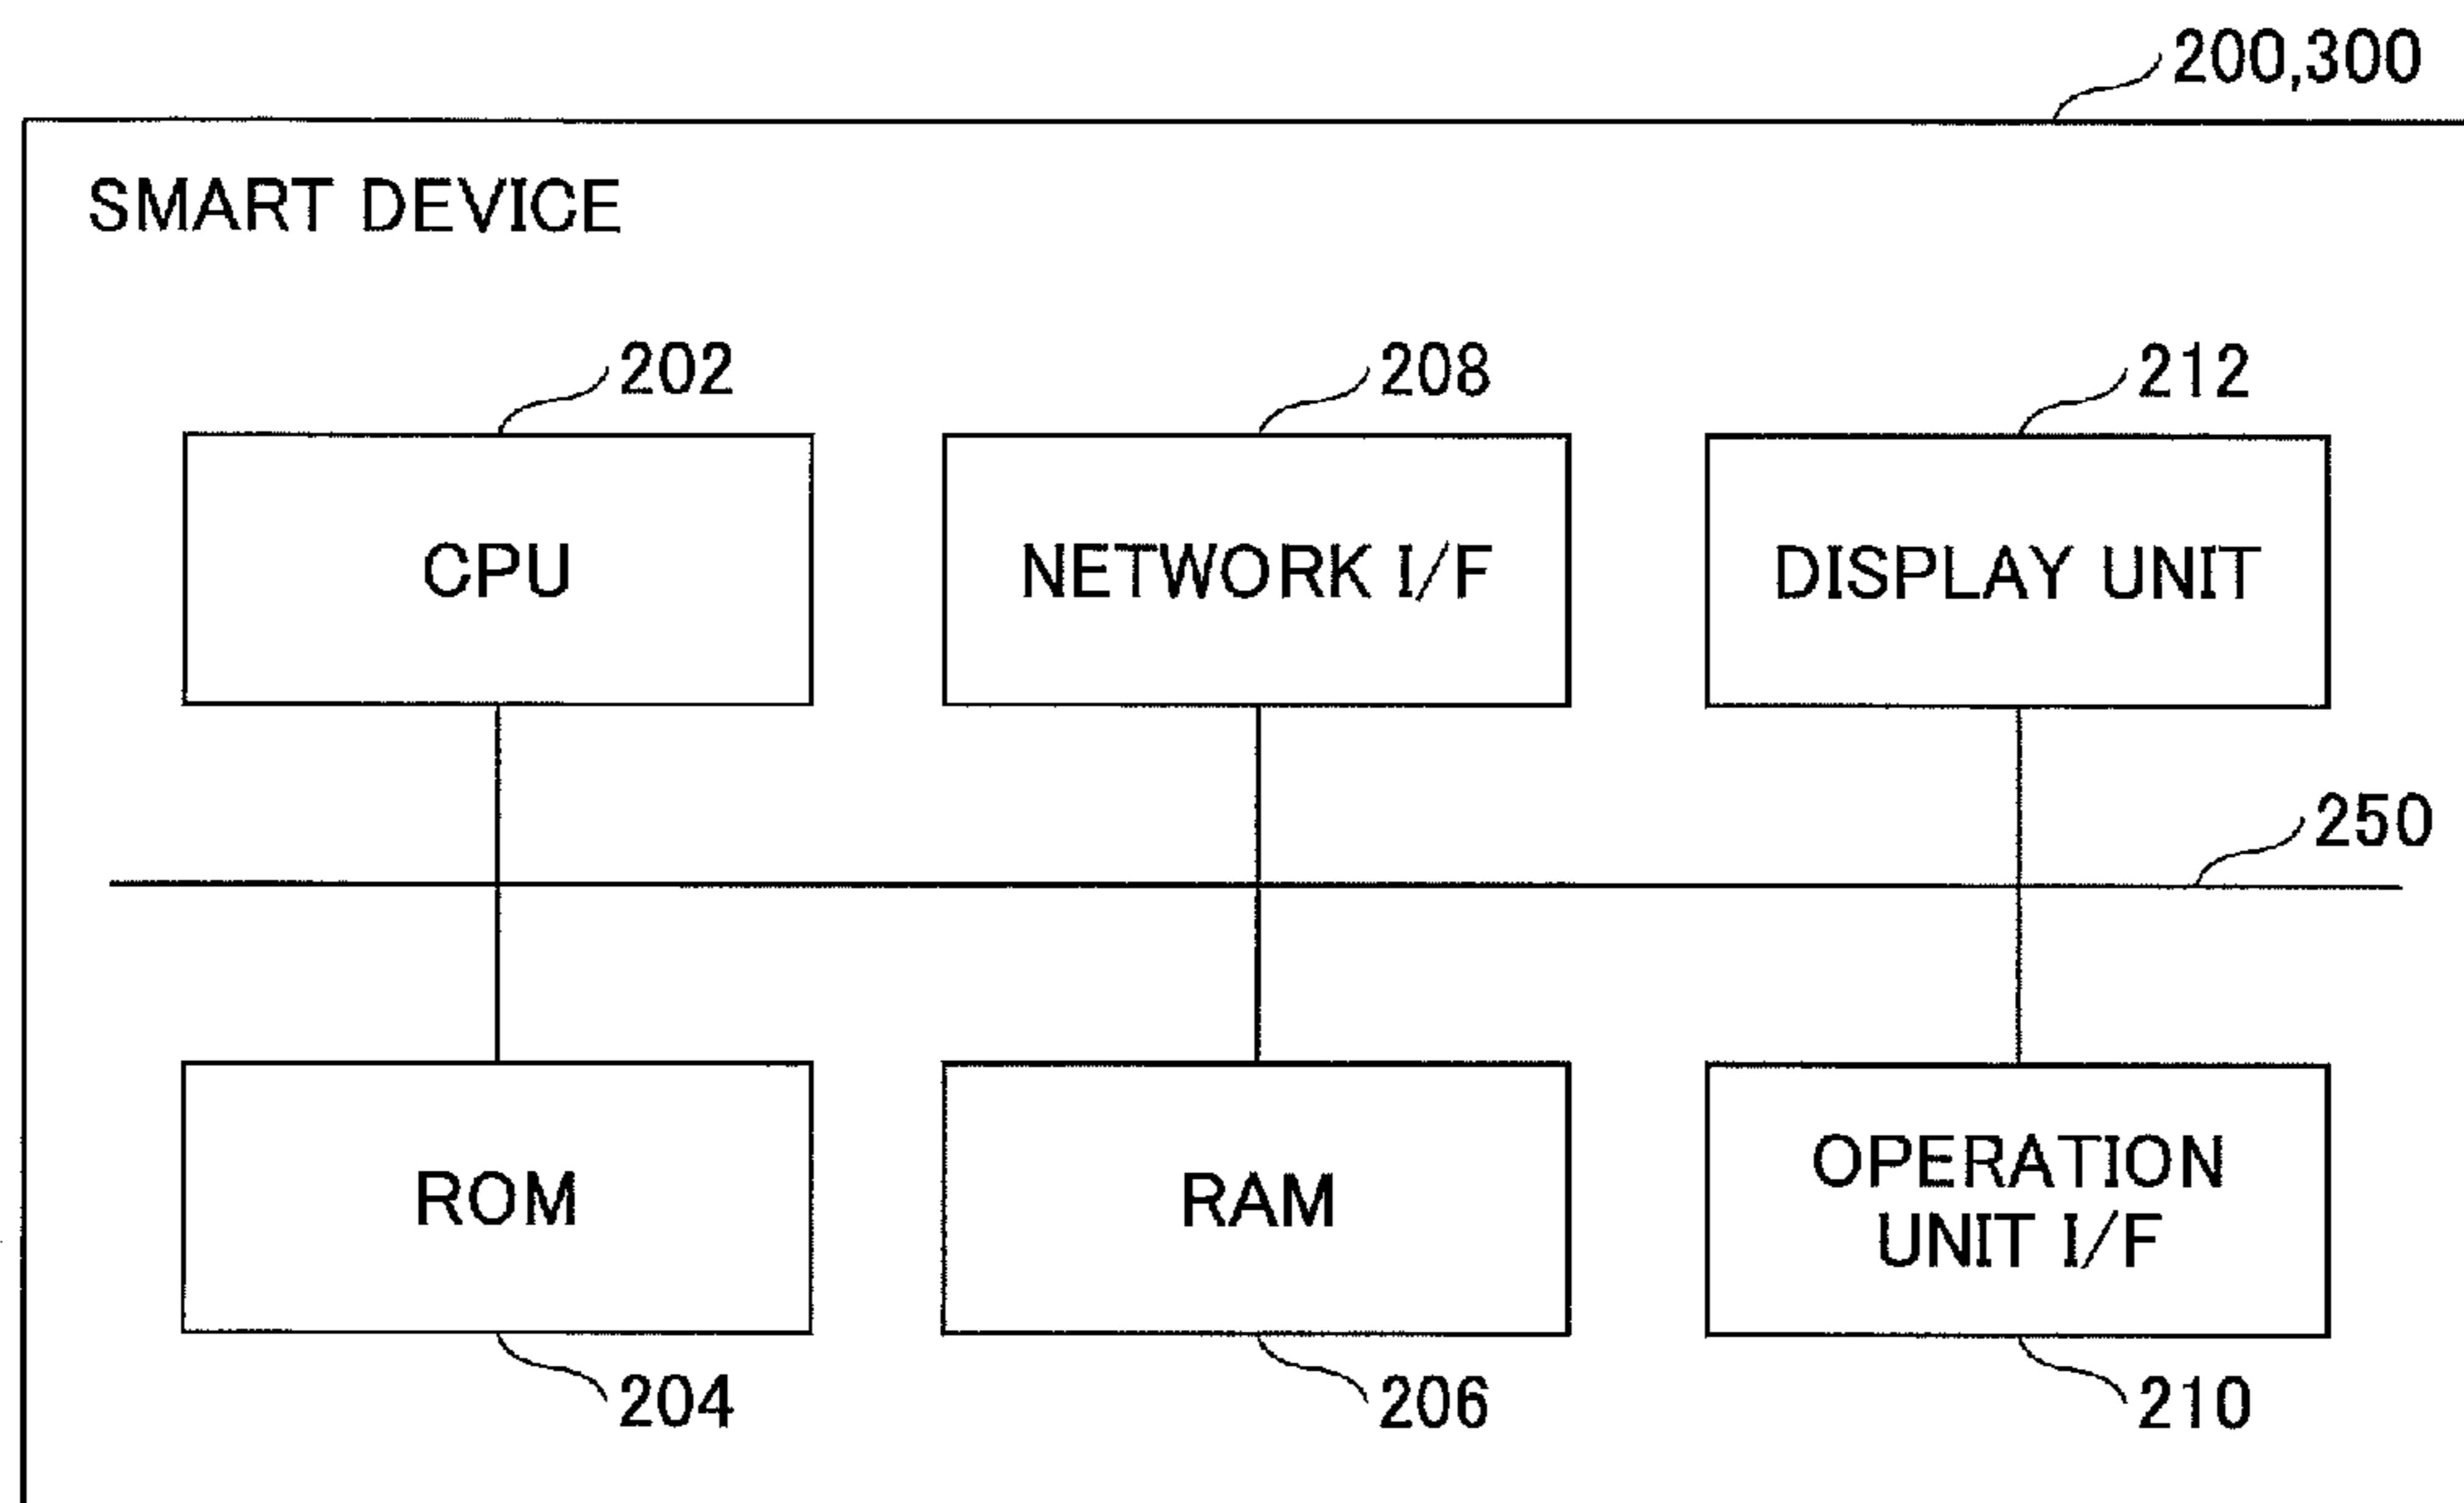 200,300
SMART DEVICE
202
208
212
CPU
NETWORK I/F
DISPLAY UNIT
250
ROM
RAM
OPERATION
UNIT I/F
204
206
210